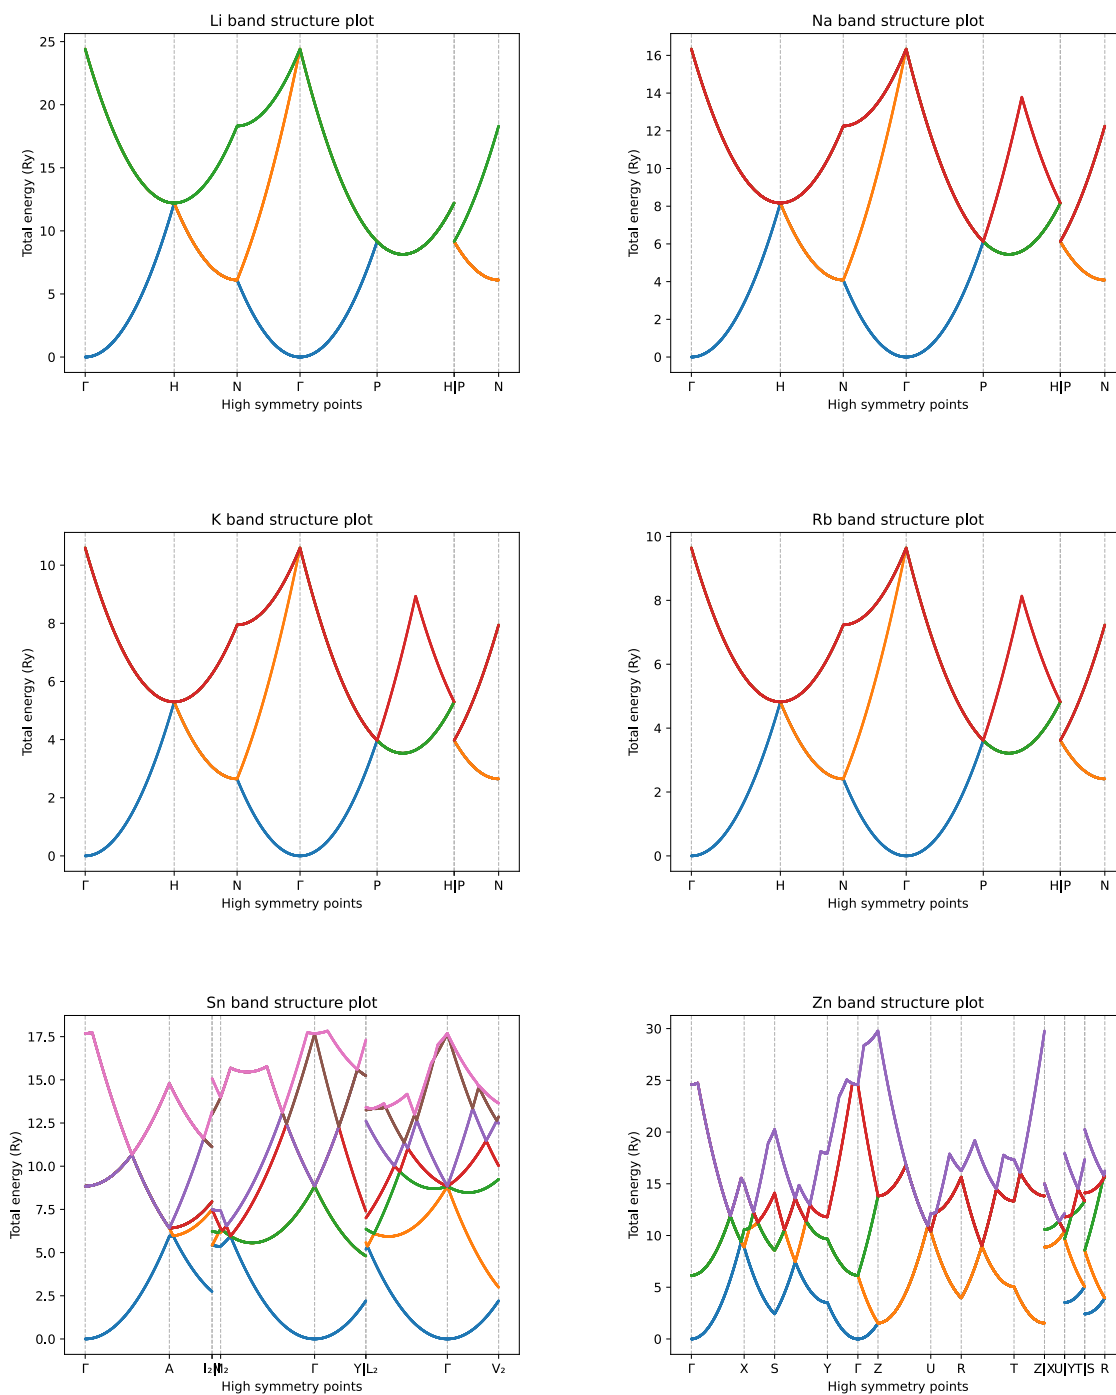 Li band structure plot
Total energy (Ry)
25
20
15
10
5
0
Γ H N Γ P H|P N
High symmetry points
Na band structure plot
Total energy (Ry)
16
14
12
10
8
6
4
2
0
Γ H N Γ P H|P N
High symmetry points
K band structure plot
Total energy (Ry)
10
8
6
4
2
0
Γ H N Γ P H|P N
High symmetry points
Rb band structure plot
Total energy (Ry)
10
8
6
4
2
0
Γ H N Γ P H|P N
High symmetry points
Sn band structure plot
Total energy (Ry)
17.5
15.0
12.5
10.0
7.5
5.0
2.5
0.0
Γ A Γ Y|L₂ Γ V₂
High symmetry points
Zn band structure plot
Total energy (Ry)
30
25
20
15
10
5
0
Γ X S Y Γ Z U R T Z|XU|YT|S R
High symmetry points